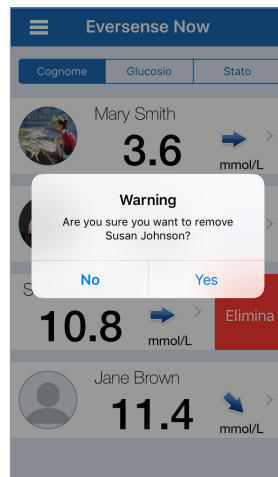 Eversense Now
Cognome Glucosio Stato
Mary Smith
3.6
mmol/L
Warning
Are you sure you want to remove
Susan Johnson?
No Yes
S
10.8
mmol/L
Elimina
Jane Brown
11.4
mmol/L